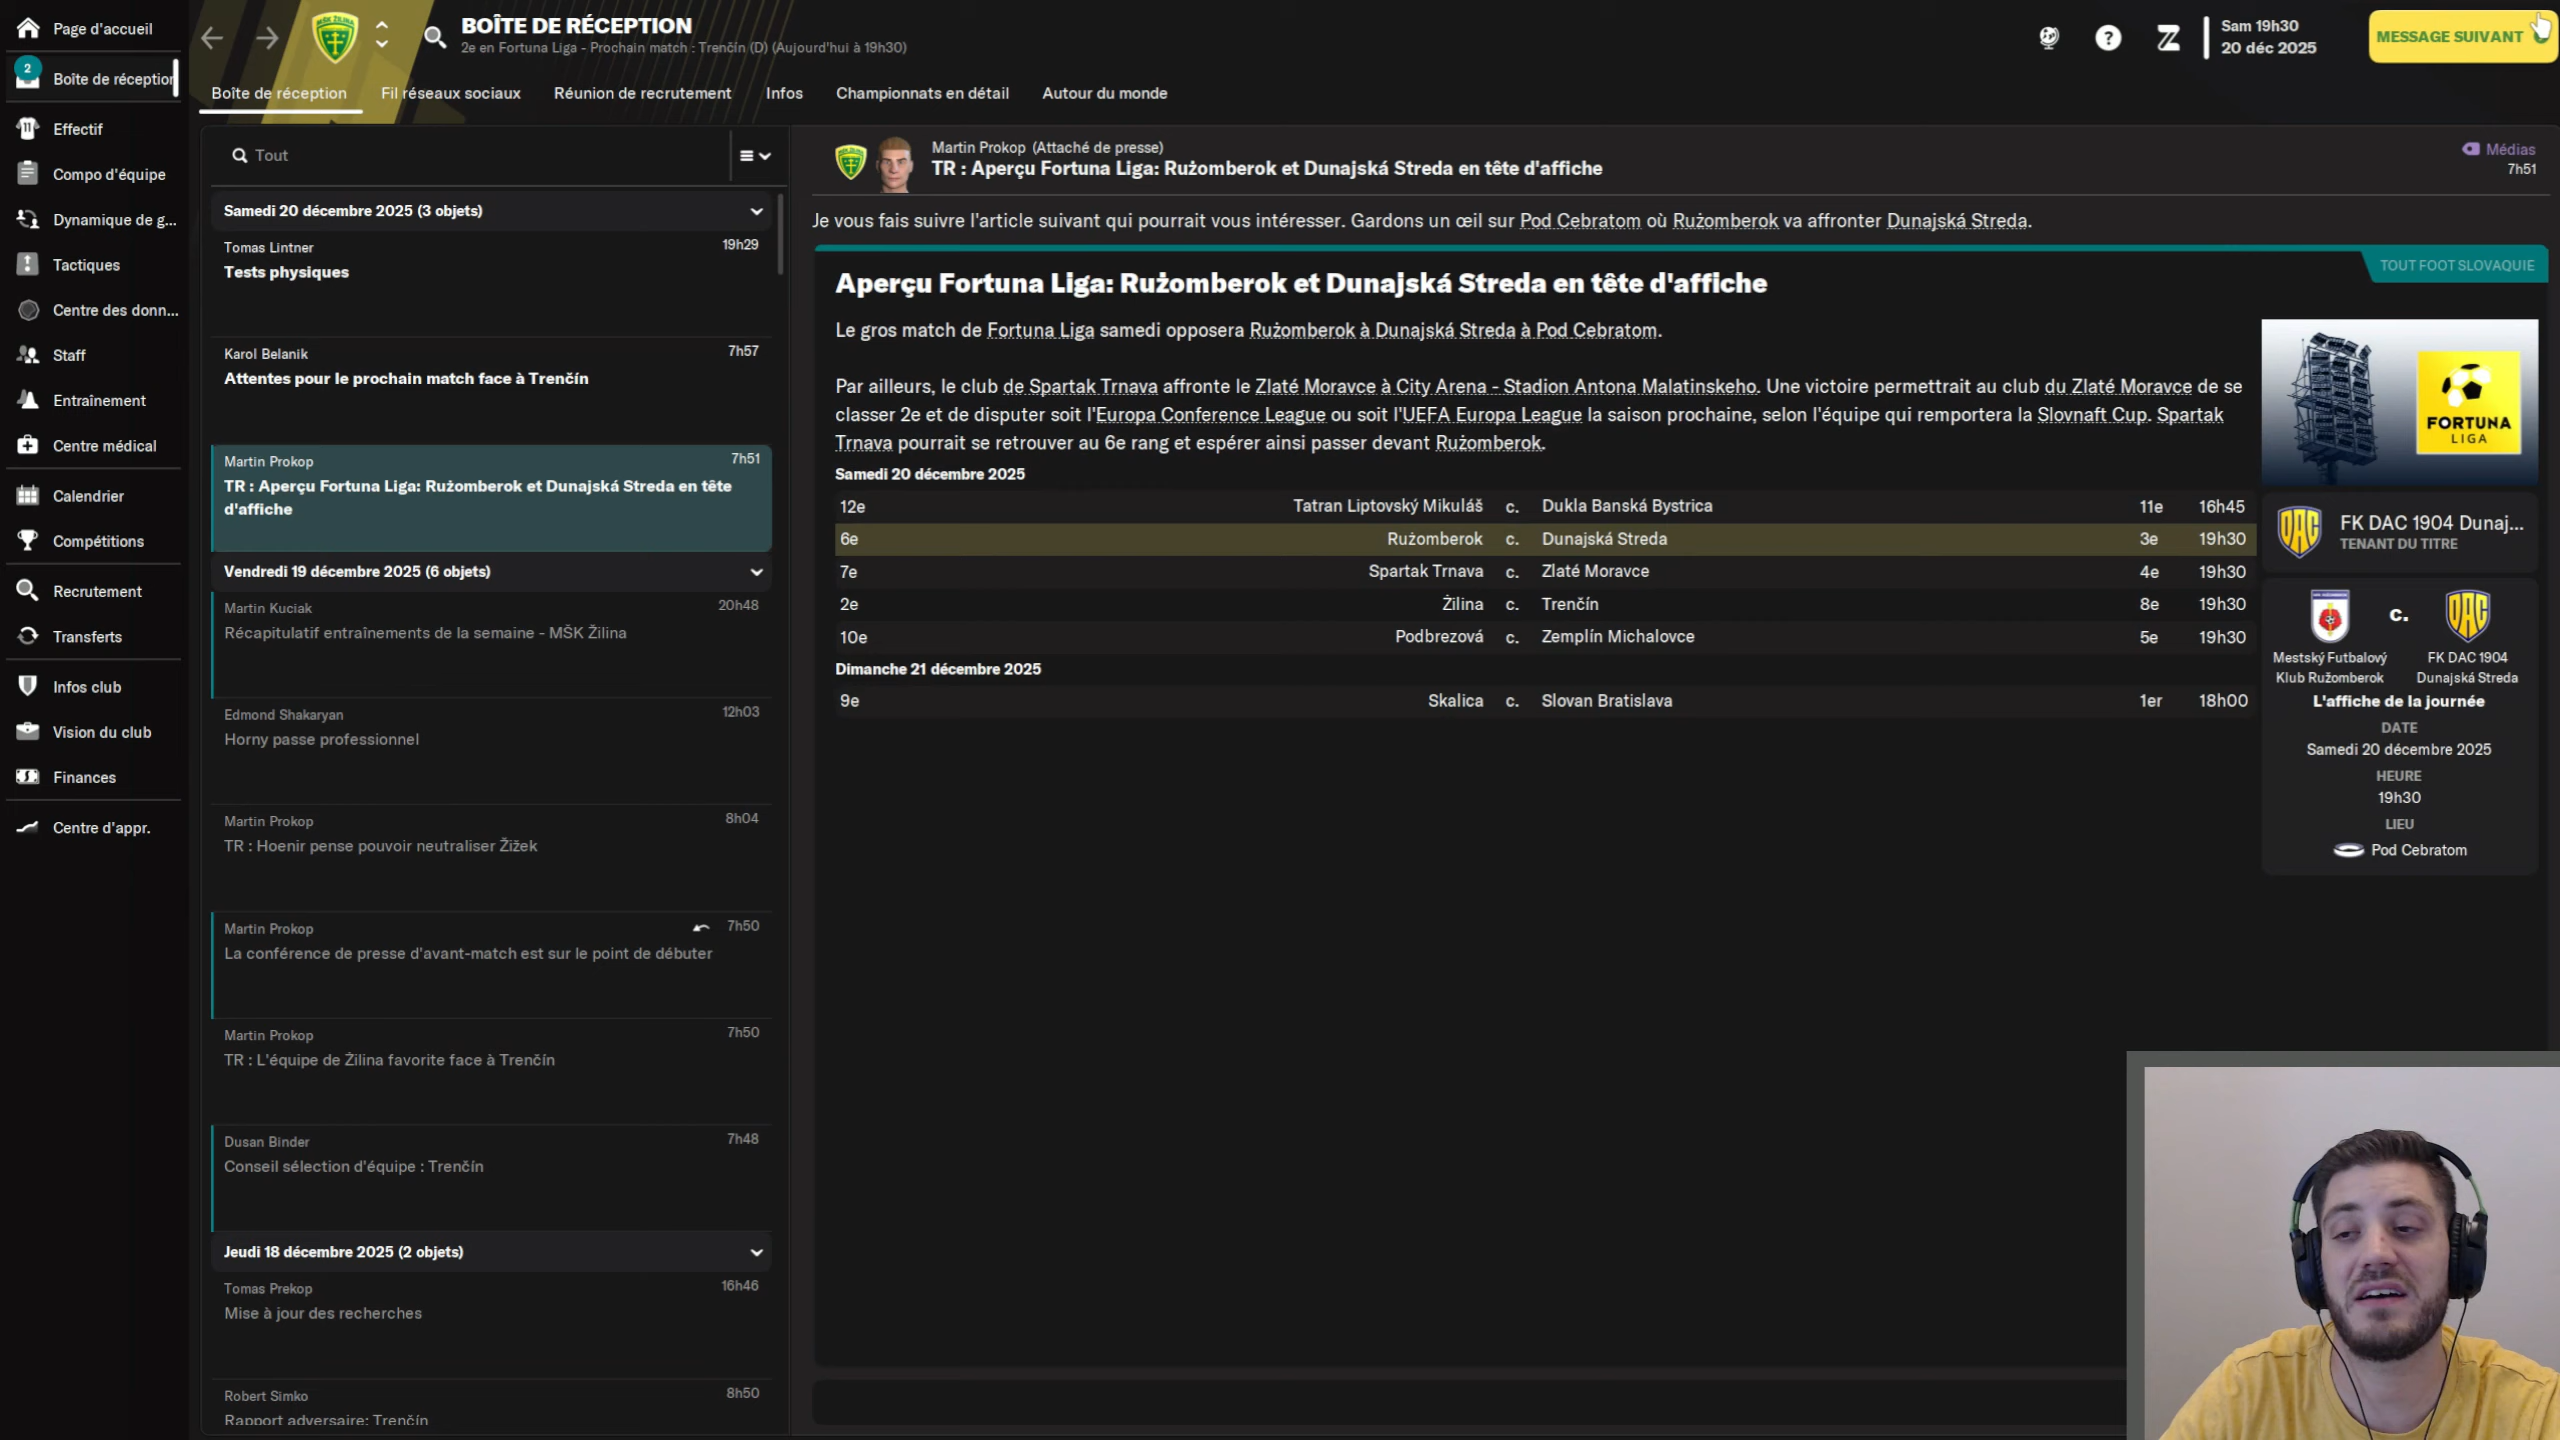 Page d'accueil
2
Boîte de réception
Effectif
Compo d'équipe
Dynamique de g...
Tactiques
Centre des donn...
Staff
Entraînement
Centre médical
Calendrier
Compétitions
Recrutement
Transferts
Infos club
Vision du club
Finances
Centre d'appr.
BOÎTE DE RÉCEPTION
2e en Fortuna Liga - Prochain match : Trenčín (D) (Aujourd'hui à 19h30)
Sam 19h30
20 déc 2025
MESSAGE SUIVANT
Boîte de réception
Fil réseaux sociaux
Réunion de recrutement
Infos
Championnats en détail
Autour du monde
Tout
Samedi 20 décembre 2025 (3 objets)
Tomas Lintner 19h29
Tests physiques
Karol Belanik 7h57
Attentes pour le prochain match face à Trenčín
Martin Prokop 7h51
TR : Aperçu Fortuna Liga: Rużomberok et Dunajská Streda en tête
d'affiche
Vendredi 19 décembre 2025 (6 objets)
Martin Kuciak 20h48
Récapitulatif entraînements de la semaine - MŠK Žilina
Edmond Shakaryan 12h03
Horny passe professionnel
Martin Prokop 8h04
TR : Hoenir pense pouvoir neutraliser Žižek
Martin Prokop 7h50
La conférence de presse d'avant-match est sur le point de débuter
Martin Prokop 7h50
TR : L'équipe de Żilina favorite face à Trenčín
Dusan Binder 7h48
Conseil sélection d'équipe : Trenčín
Jeudi 18 décembre 2025 (2 objets)
Tomas Prekop 16h46
Mise à jour des recherches
Robert Simko 8h50
Rapport adversaire: Trenčín
Martin Prokop (Attaché de presse)
TR : Aperçu Fortuna Liga: Rużomberok et Dunajská Streda en tête d'affiche
Médias
7h51
Je vous fais suivre l'article suivant qui pourrait vous intéresser. Gardons un œil sur Pod Cebratom où Rużomberok va affronter Dunajská Streda.
TOUT FOOT SLOVAQUIE
Aperçu Fortuna Liga: Rużomberok et Dunajská Streda en tête d'affiche
Le gros match de Fortuna Liga samedi opposera Rużomberok à Dunajská Streda à Pod Cebratom.
Par ailleurs, le club de Spartak Trnava affronte le Zlaté Moravce à City Arena - Stadion Antona Malatinskeho. Une victoire permettrait au club du Zlaté Moravce de se
classer 2e et de disputer soit l'Europa Conference League ou soit l'UEFA Europa League la saison prochaine, selon l'équipe qui remportera la Slovnaft Cup. Spartak
Trnava pourrait se retrouver au 6e rang et espérer ainsi passer devant Rużomberok.
Samedi 20 décembre 2025
12e Tatran Liptovský Mikuláš c. Dukla Banská Bystrica 11e 16h45
6e Rużomberok c. Dunajská Streda 3e 19h30
7e Spartak Trnava c. Zlaté Moravce 4e 19h30
2e Żilina c. Trenčín 8e 19h30
10e Podbrezová c. Zemplín Michalovce 5e 19h30
Dimanche 21 décembre 2025
9e Skalica c. Slovan Bratislava 1er 18h00
FORTUNA
LIGA
FK DAC 1904 Dunaj...
TENANT DU TITRE
DAC
c.
Mestský Futbalový
Klub Ružomberok
FK DAC 1904
Dunajská Streda
L'affiche de la journée
DATE
Samedi 20 décembre 2025
HEURE
19h30
LIEU
Pod Cebratom